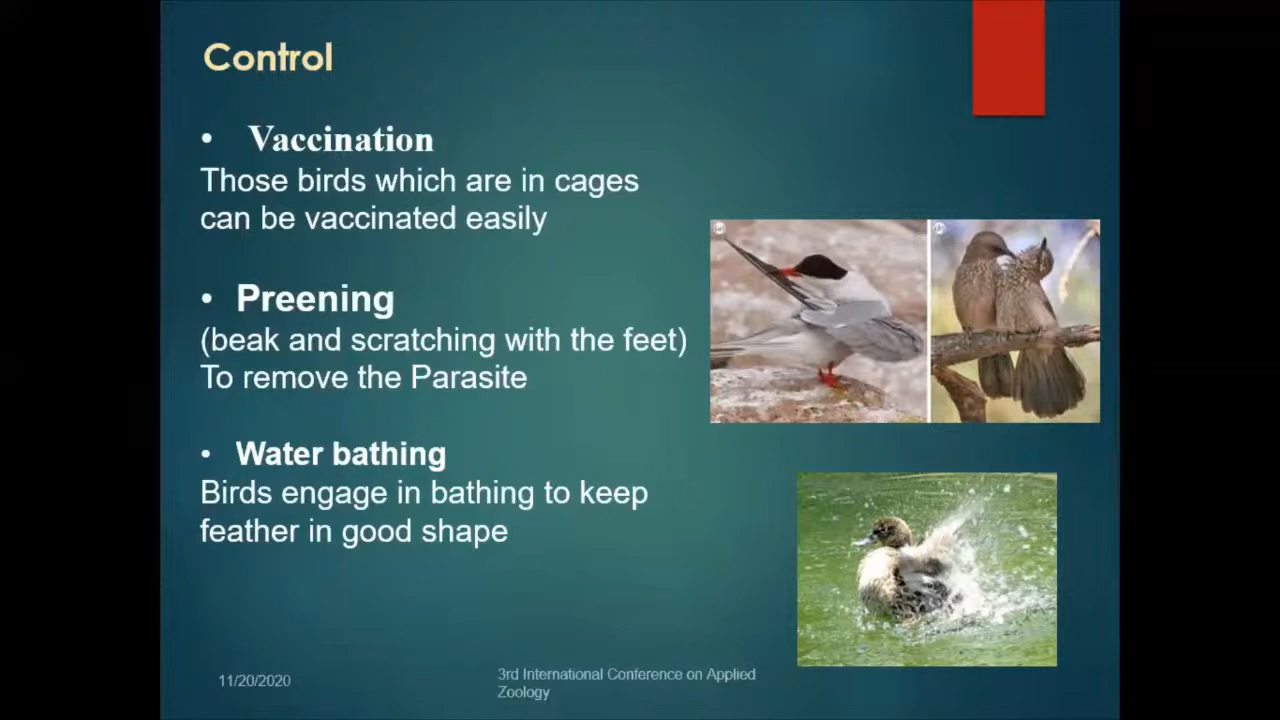 Control
• Vaccination
Those birds which are in cages
can be vaccinated easily
• Preening
(beak and scratching with the feet)
To remove the Parasite
• Water bathing
Birds engage in bathing to keep
feather in good shape
11/20/2020
3rd International Conference on Applied
Zoology